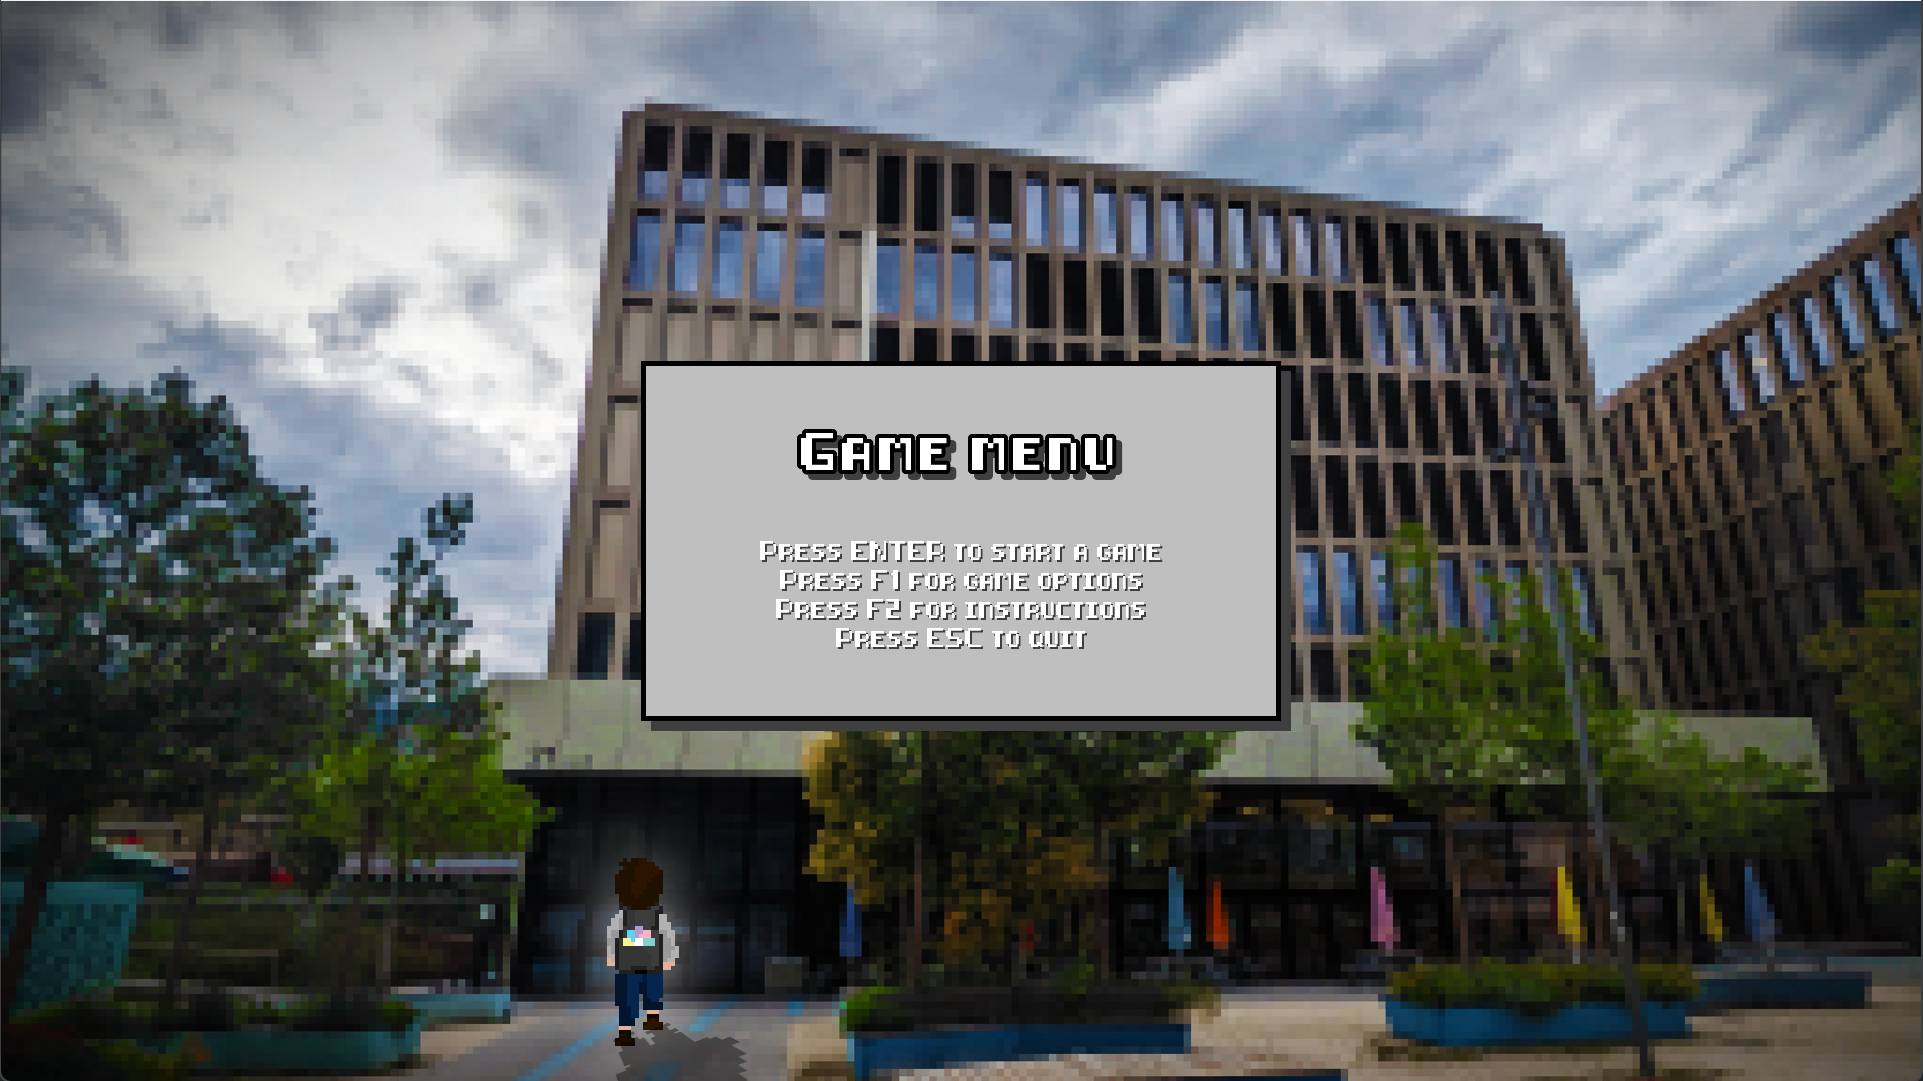 Game menu
Press ENTER to start a game
Press F1 for game options
Press F2 for instructions
Press ESC to quit